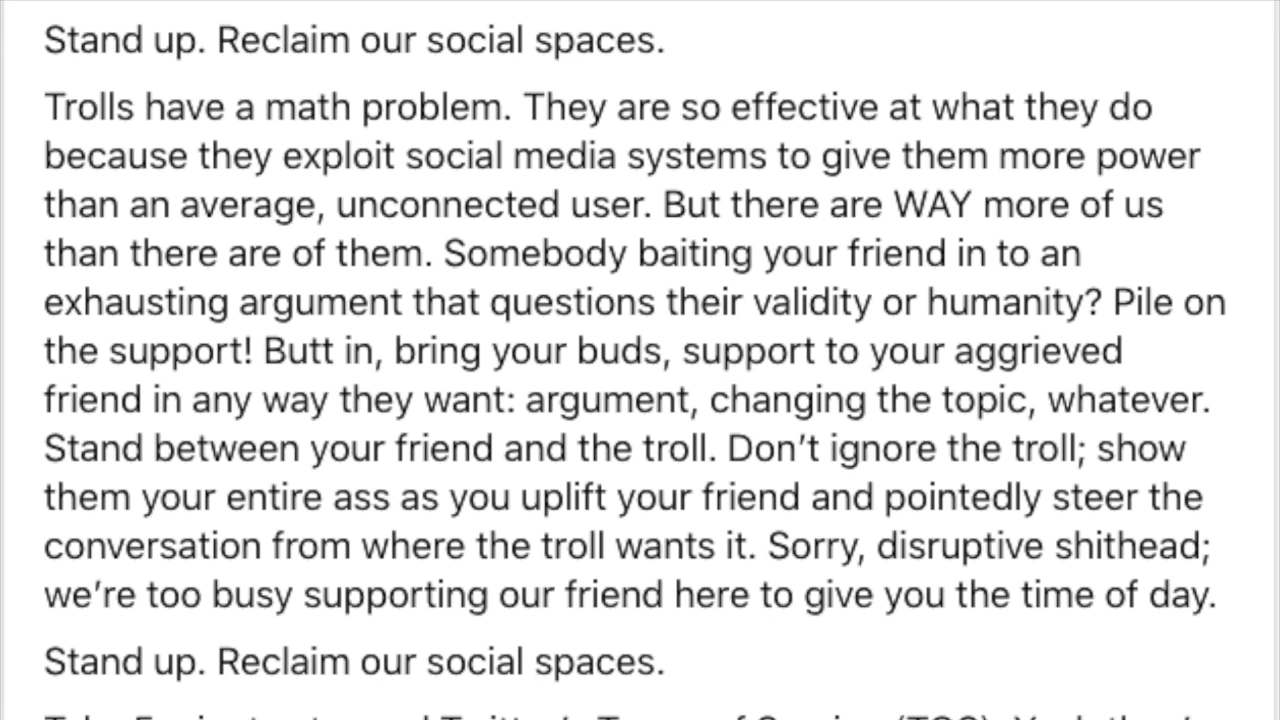 Stand up. Reclaim our social spaces.
Trolls have a math problem. They are so effective at what they do
because they exploit social media systems to give them more power
than an average, unconnected user. But there are WAY more of us
than there are of them. Somebody baiting your friend in to an
exhausting argument that questions their validity or humanity? Pile on
the support! Butt in, bring your buds, support to your aggrieved
friend in any way they want: argument, changing the topic, whatever.
Stand between your friend and the troll. Don’t ignore the troll; show
them your entire ass as you uplift your friend and pointedly steer the
conversation from where the troll wants it. Sorry, disruptive shithead;
we’re too busy supporting our friend here to give you the time of day.
Stand up. Reclaim our social spaces.